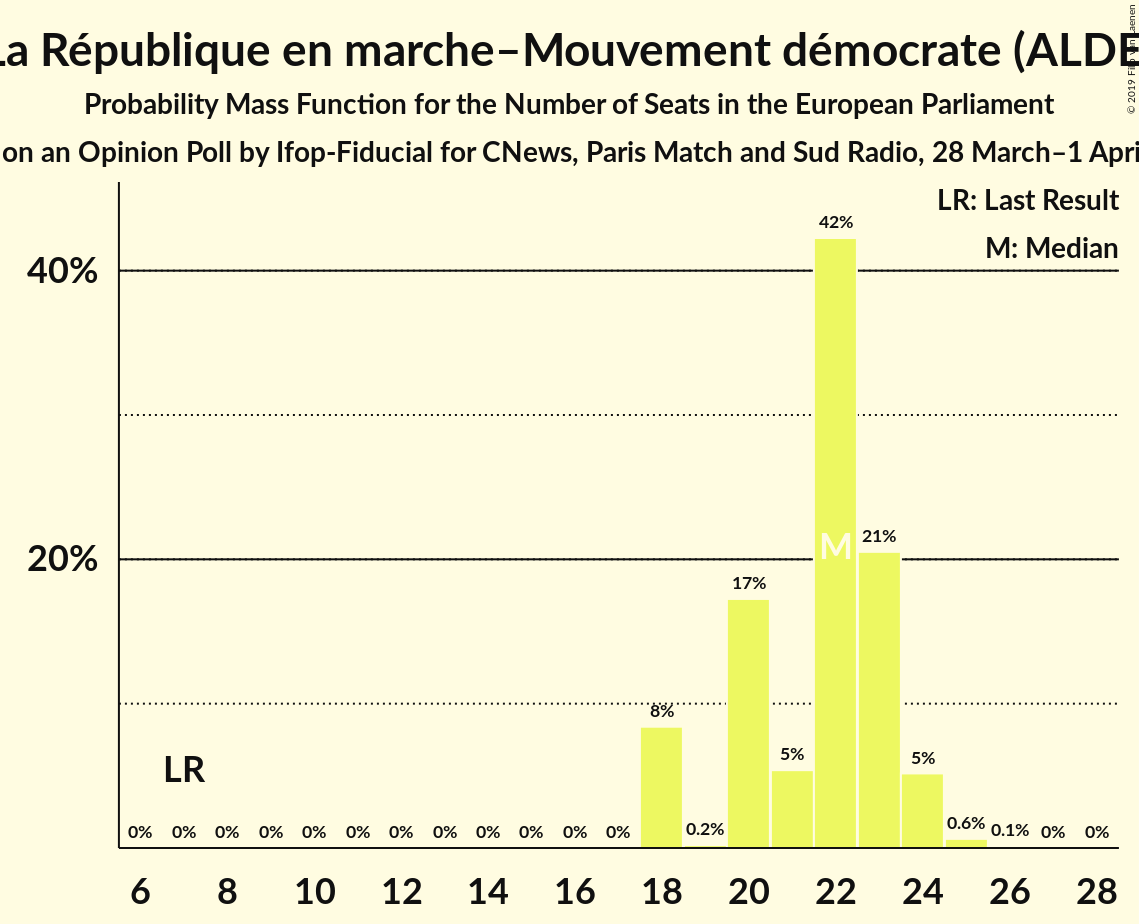 La République en marche–Mouvement démocrate (ALDE
Probability Mass Function for the Number of Seats in the European Parliament
on an Opinion Poll by Ifop-Fiducial for CNews, Paris Match and Sud Radio, 28 March–1 Apri
LR: Last Result
M: Median
40%
20%
LR
M
0% 0% 0% 0% 0% 0% 0% 0% 0% 0% 0% 0% 8% 0.2% 17% 5% 42% 21% 5% 0.6% 0.1% 0% 0%
6 8 10 12 14 16 18 20 22 24 26 28
© 2019